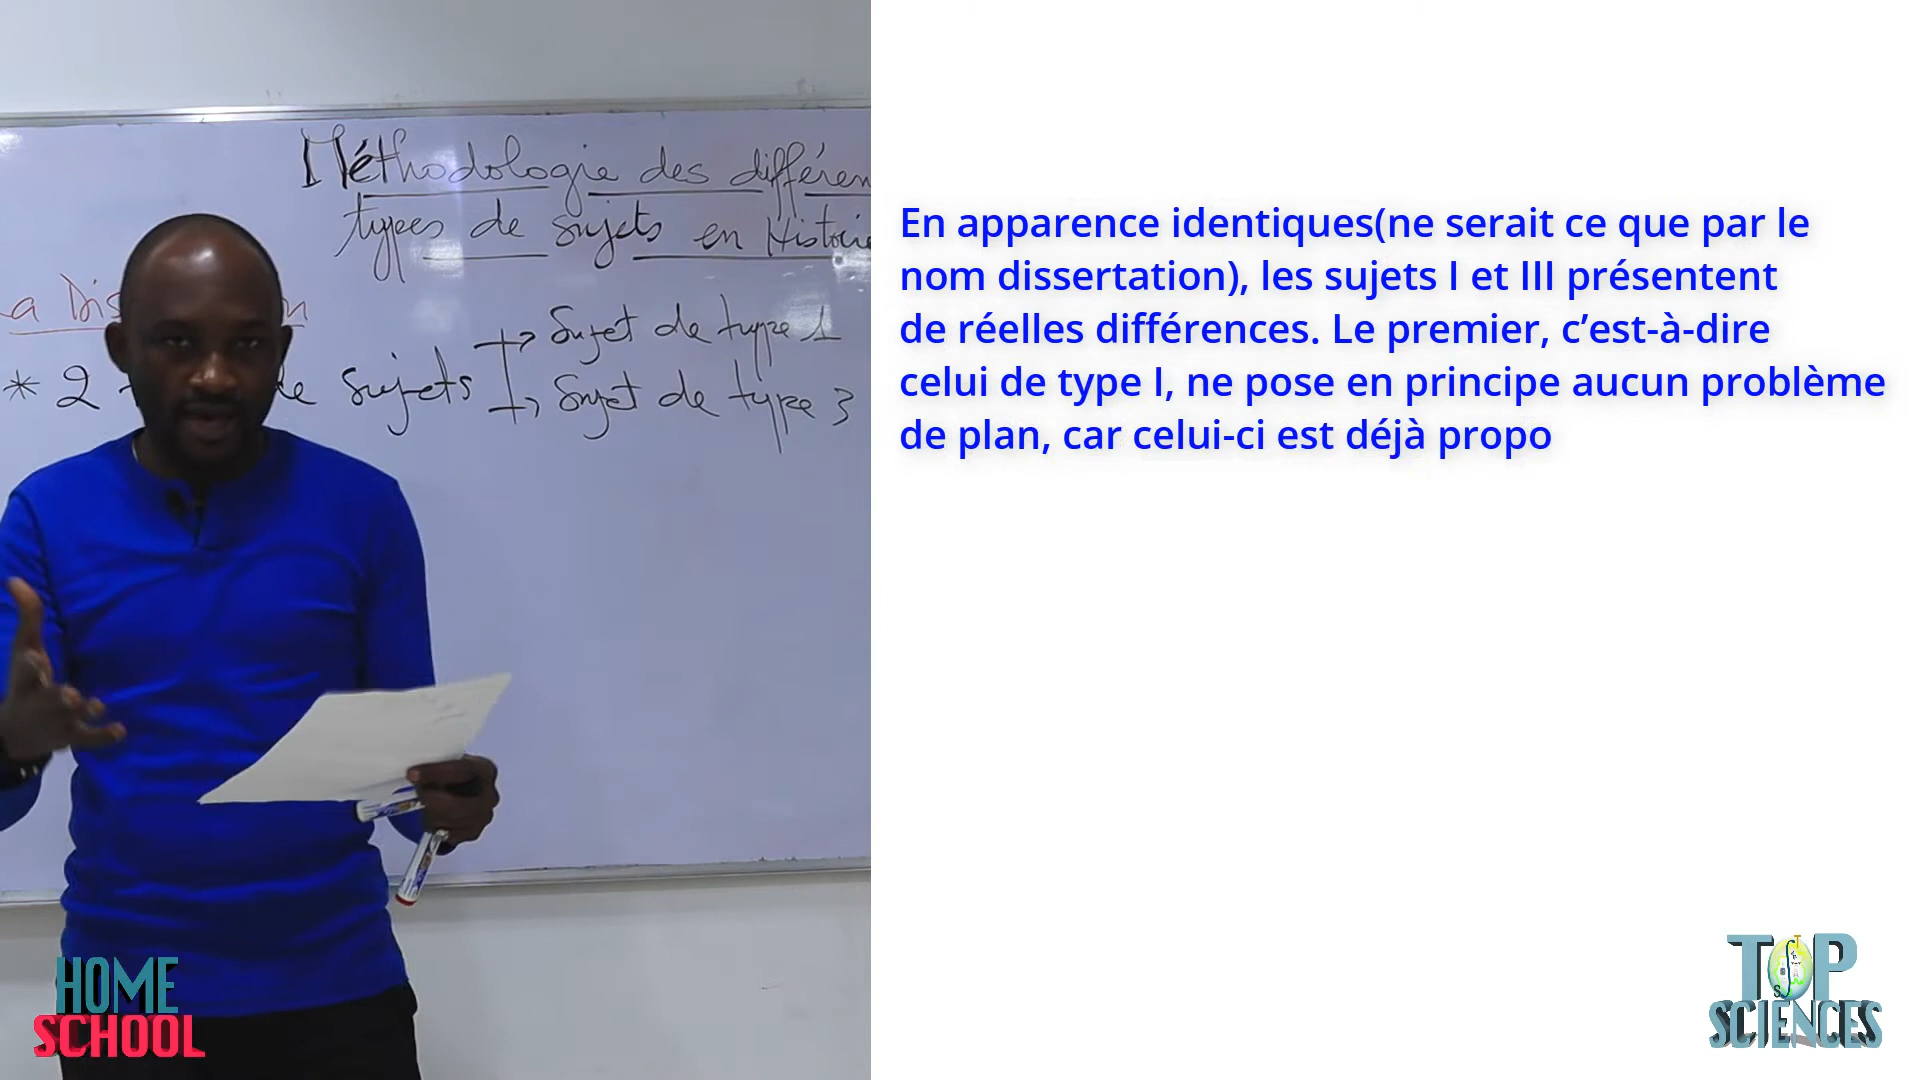 Méthodologie des différen
types de sujets en Histoire
a Dis n
* 2 de sujets
Sujet de type 1
Sujet de type 3
En apparence identiques(ne serait ce que par le
nom dissertation), les sujets I et III présentent
de réelles différences. Le premier, c’est-à-dire
celui de type I, ne pose en principe aucun problème
de plan, car celui-ci est déjà propo
HOME
SCHOOL
TOP
SCIENCES